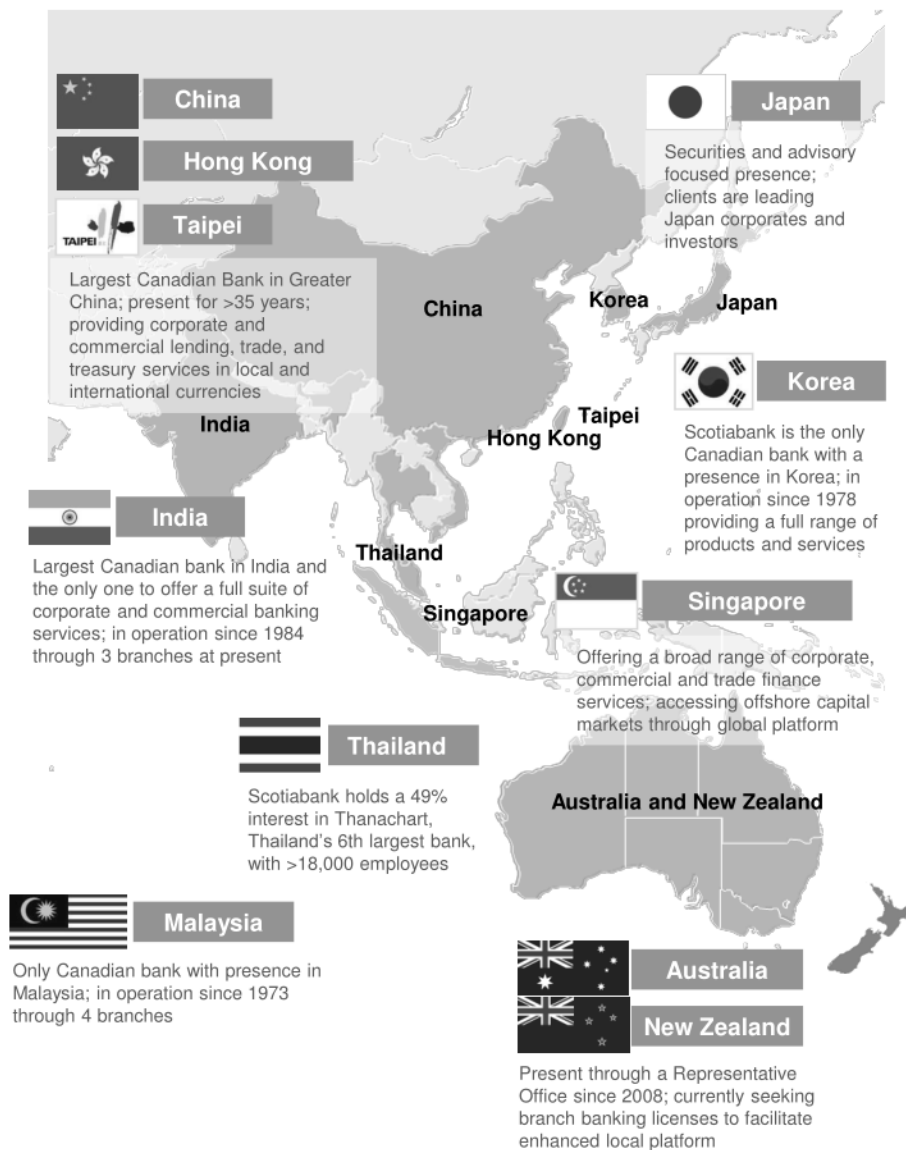 China
Hong Kong
TAIPEI
Taipei
Largest Canadian Bank in Greater
China; present for >35 years;
providing corporate and
commercial lending, trade, and
treasury services in local and
international currencies
Japan
Securities and advisory
focused presence;
clients are leading
Japan corporates and
investors
China
Korea
Japan
India
Taipei
Hong Kong
Thailand
Singapore
Korea
Scotiabank is the only
Canadian bank with a
presence in Korea; in
operation since 1978
providing a full range of
products and services
India
Largest Canadian bank in India and
the only one to offer a full suite of
corporate and commercial banking
services; in operation since 1984
through 3 branches at present
Singapore
Offering a broad range of corporate,
commercial and trade finance
services; accessing offshore capital
markets through global platform
Thailand
Scotiabank holds a 49%
interest in Thanachart,
Thailand's 6th largest bank,
with >18,000 employees
Australia and New Zealand
Malaysia
Only Canadian bank with presence in
Malaysia; in operation since 1973
through 4 branches
Australia
New Zealand
Present through a Representative
Office since 2008; currently seeking
branch banking licenses to facilitate
enhanced local platform